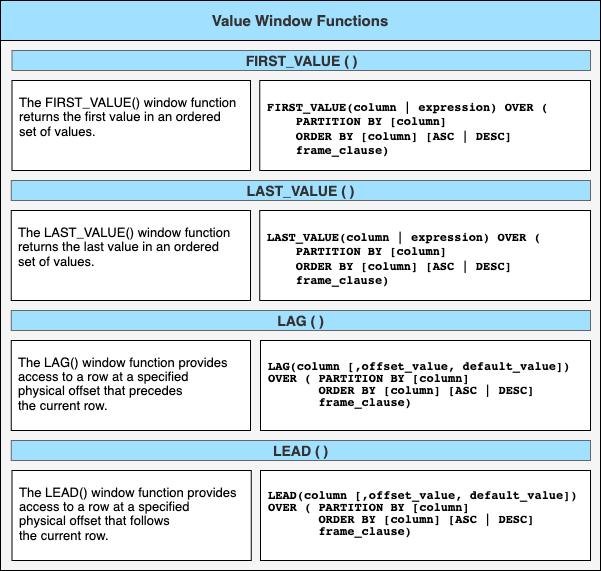 Value Window Functions
FIRST_VALUE ( )
The FIRST_VALUE() window function
returns the first value in an ordered
set of values.
FIRST_VALUE(column | expression) OVER (
PARTITION BY [column]
ORDER BY [column] [ASC | DESC]
frame_clause)
LAST_VALUE ( )
The LAST_VALUE() window function
returns the last value in an ordered
set of values.
LAST_VALUE(column | expression) OVER (
PARTITION BY [column]
ORDER BY [column] [ASC | DESC]
frame_clause)
LAG ( )
The LAG() window function provides
access to a row at a specified
physical offset that precedes
the current row.
LAG(column [,offset_value, default_value])
OVER ( PARTITION BY [column]
ORDER BY [column] [ASC | DESC]
frame_clause)
LEAD ( )
The LEAD() window function provides
access to a row at a specified
physical offset that follows
the current row.
LEAD(column [,offset_value, default_value])
OVER ( PARTITION BY [column]
ORDER BY [column] [ASC | DESC]
frame_clause)